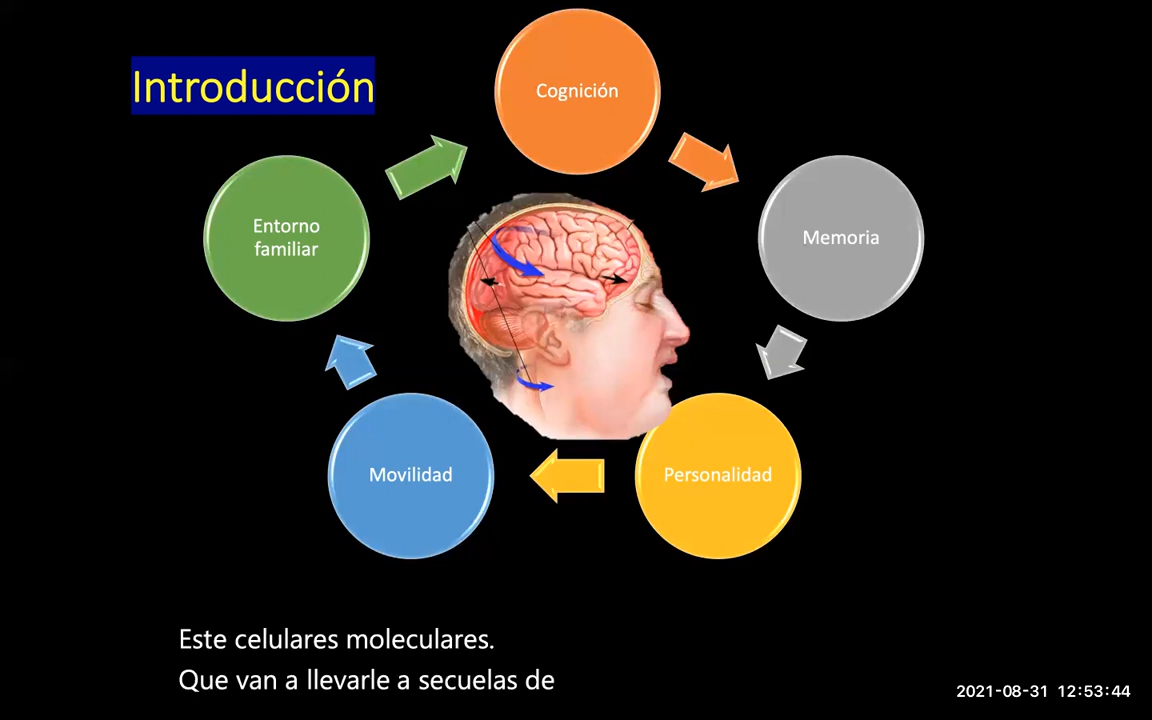 Introducción
Cognición
Memoria
Personalidad
Movilidad
Entorno
familiar
Este celulares moleculares.
Que van a llevarle a secuelas de
2021-08-31 12:53:44